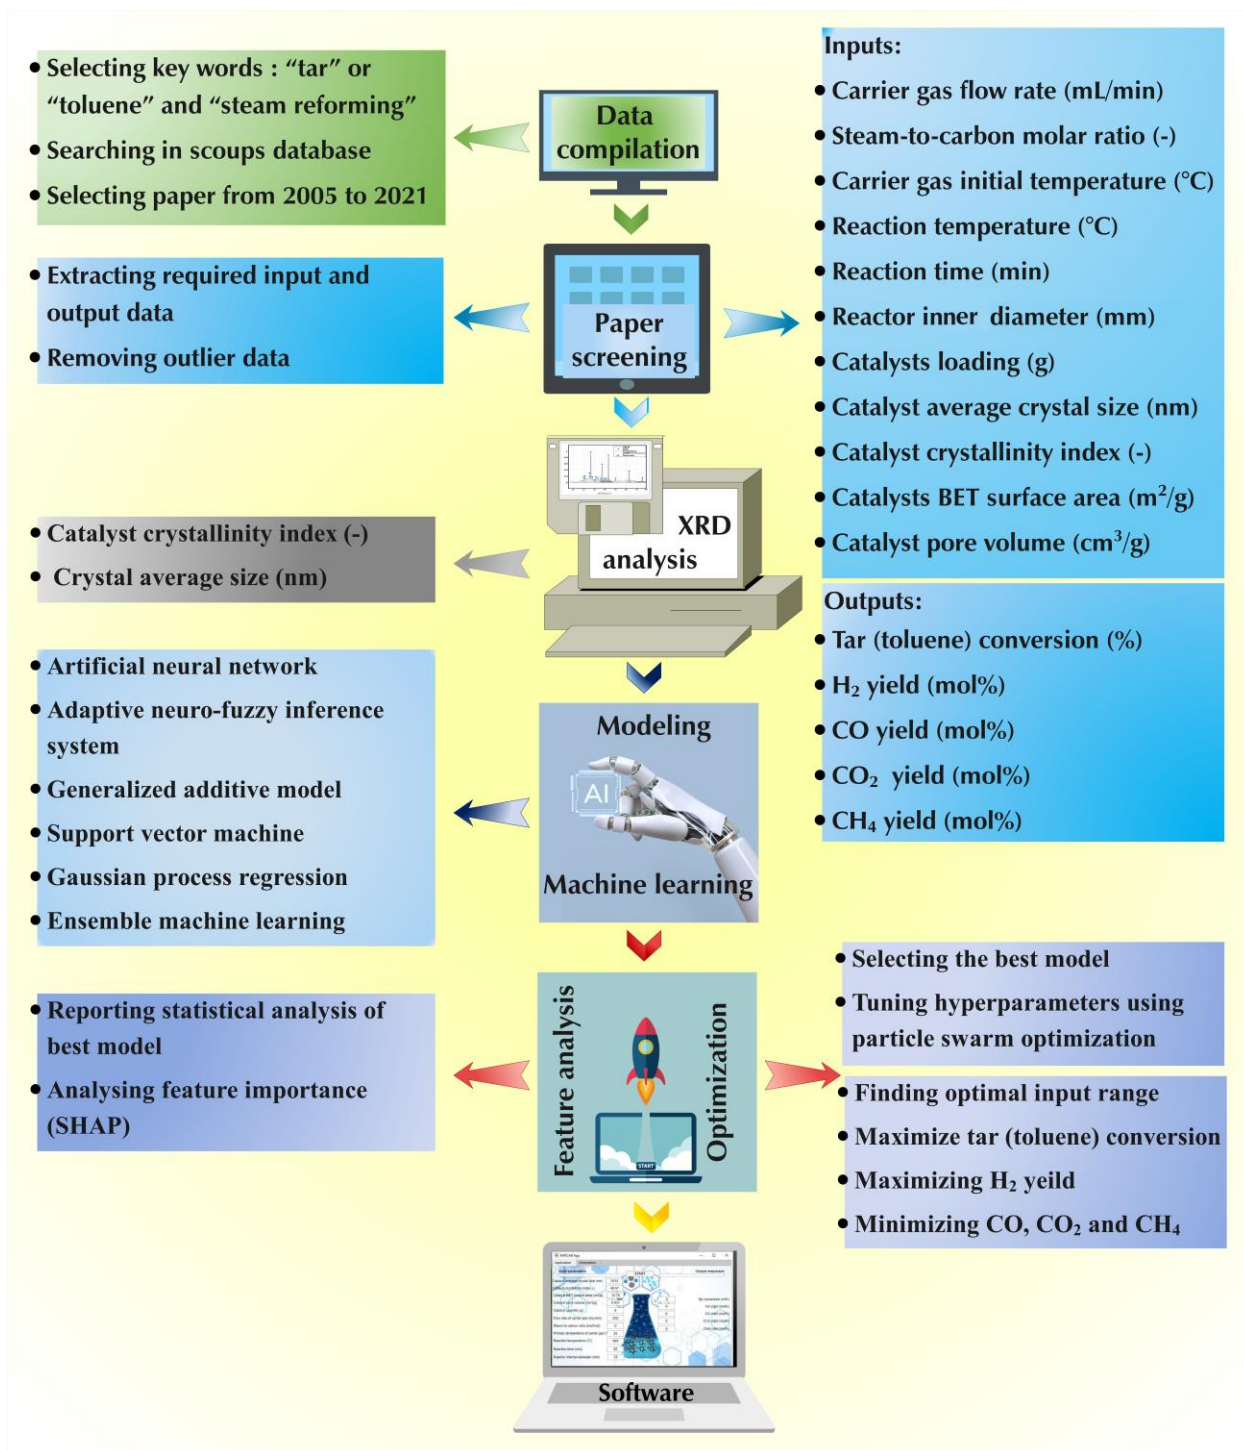 • Selecting key words : “tar” or
“toluene” and “steam reforming”
• Searching in scoups database
• Selecting paper from 2005 to 2021
Data
compilation
Inputs:
• Carrier gas flow rate (mL/min)
• Steam-to-carbon molar ratio (-)
• Carrier gas initial temperature (°C)
• Reaction temperature (°C)
• Reaction time (min)
• Reactor inner diameter (mm)
• Catalysts loading (g)
• Catalyst average crystal size (nm)
• Catalyst crystallinity index (-)
• Catalysts BET surface area (m²/g)
• Catalyst pore volume (cm³/g)
• Extracting required input and
output data
• Removing outlier data
Paper
screening
Outputs:
• Tar (toluene) conversion (%)
• H₂ yield (mol%)
• CO yield (mol%)
• CO₂ yield (mol%)
• CH₄ yield (mol%)
• Catalyst crystallinity index (-)
• Crystal average size (nm)
XRD
analysis
• Artificial neural network
• Adaptive neuro-fuzzy inference
system
• Generalized additive model
• Support vector machine
• Gaussian process regression
• Ensemble machine learning
Modeling
AI
Machine learning
• Reporting statistical analysis of
best model
• Analysing feature importance
(SHAP)
Feature analysis
START
Optimization
• Selecting the best model
• Tuning hyperparameters using
particle swarm optimization
• Finding optimal input range
• Maximize tar (toluene) conversion
• Maximizing H₂ yeild
• Minimizing CO, CO₂ and CH₄
START
Software